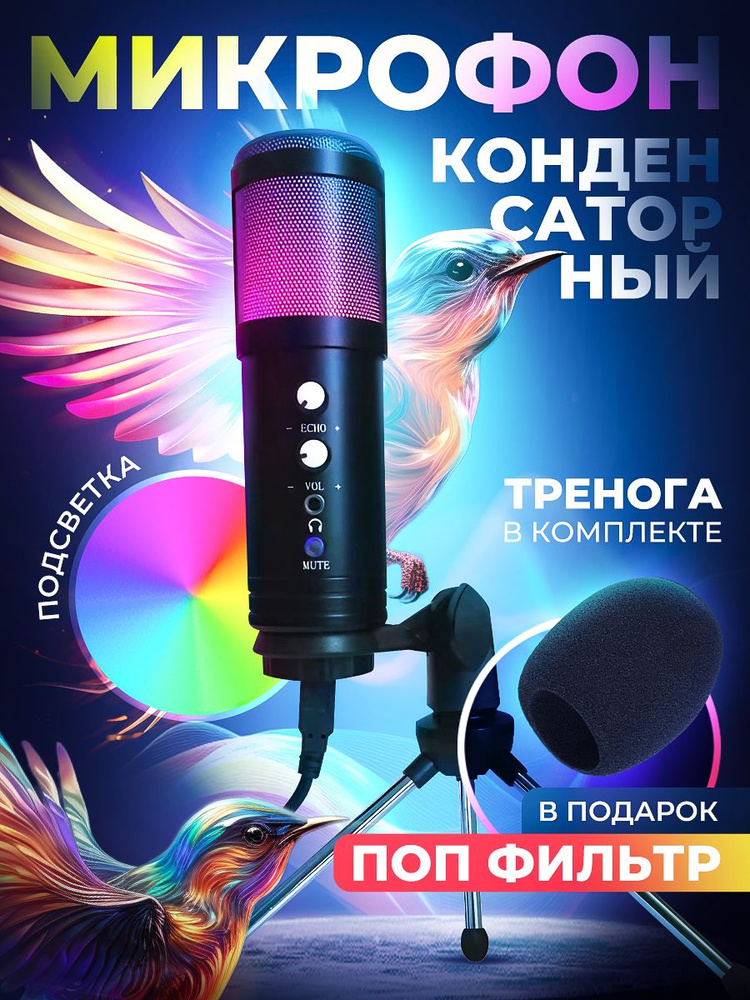 МИКРОФОН
КОНДЕН
САТОР
НЫЙ
- ECHO +
- VOL +
MUTE
ПОДСВЕТКА
ТРЕНОГА
В КОМПЛЕКТЕ
В ПОДАРОК
ПОП ФИЛЬТР